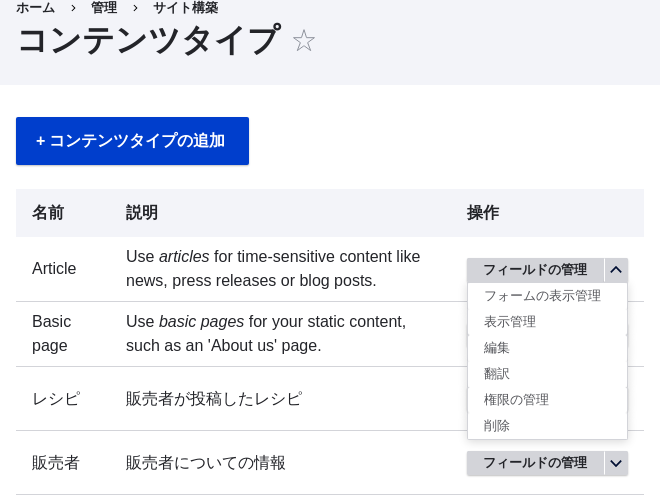 ホーム > 管理 > サイト構築
コンテンツタイプ ☆
+ コンテンツタイプの追加
名前 説明 操作
Article
Use articles for time-sensitive content like
news, press releases or blog posts.
フィールドの管理
フォームの表示管理
表示管理
編集
翻訳
権限の管理
削除
Basic
page
Use basic pages for your static content,
such as an 'About us' page.
レシピ 販売者が投稿したレシピ
販売者 販売者についての情報 フィールドの管理